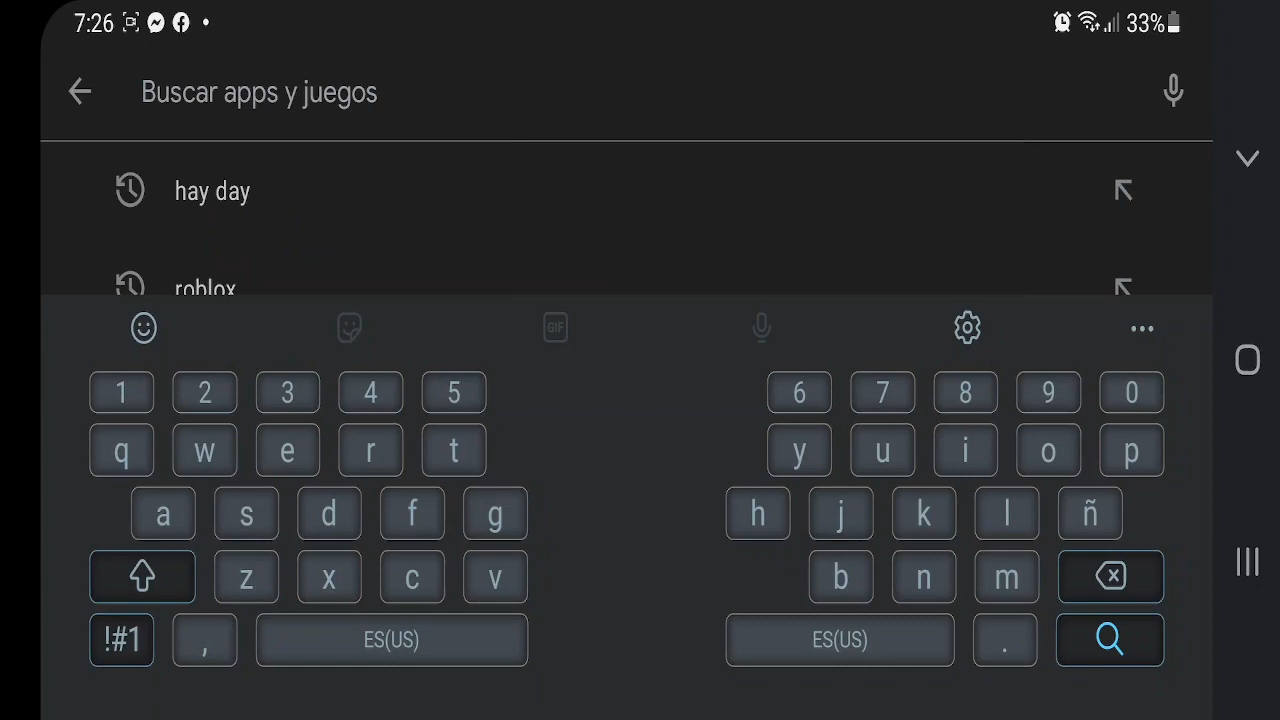 7:26 33%
Buscar apps y juegos
hay day
roblox
GIF
1 2 3 4 5 6 7 8 9 0
q w e r t y u i o p
a s d f g h j k l ñ
z x c v b n m
!#1 , ES(US) ES(US) .